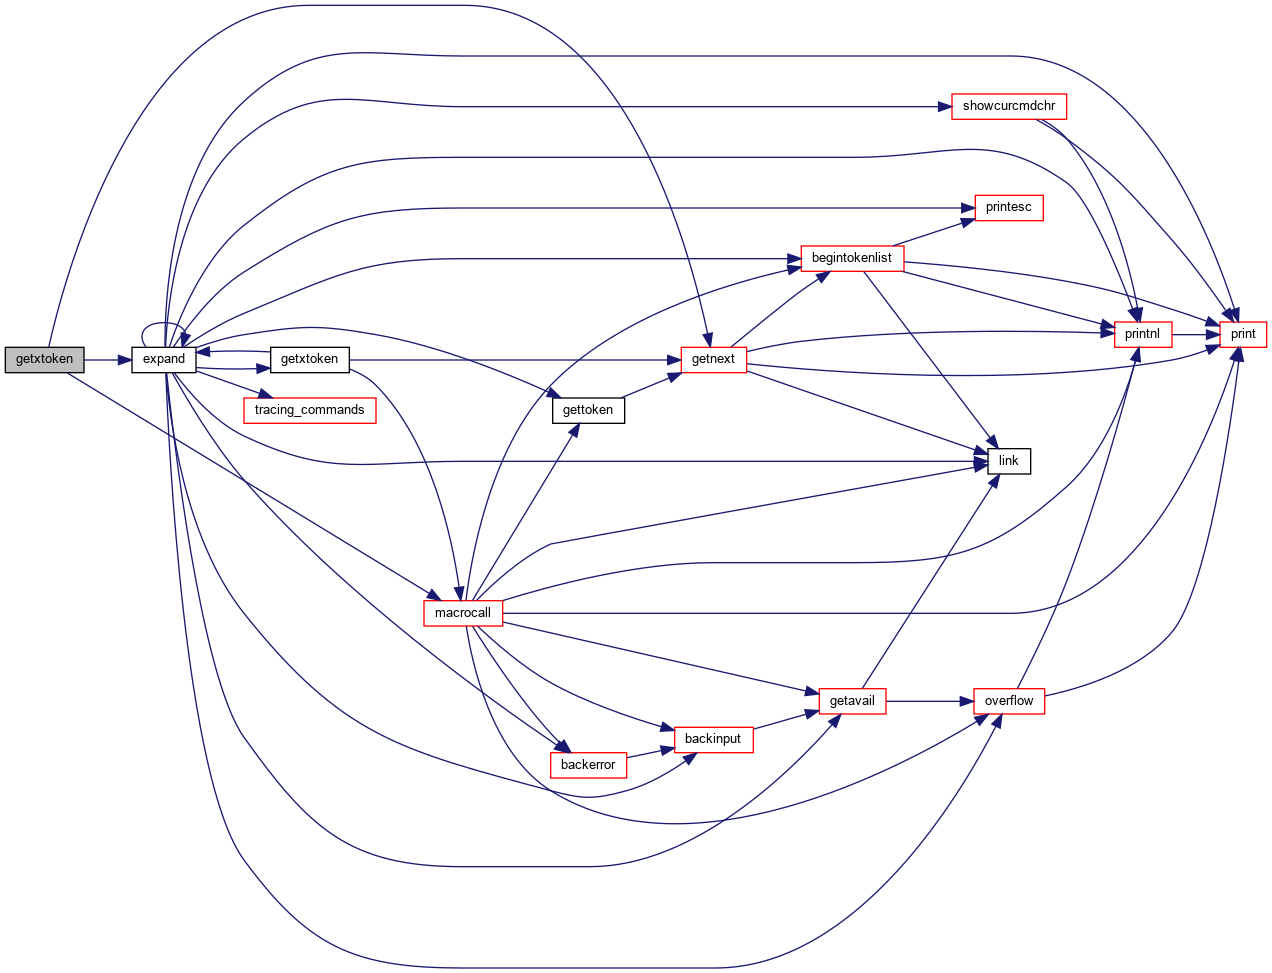 showcurcmdchr
printesc
begintokenlist
printnl
print
getxtoken
expand
getxtoken
getnext
tracing_commands
gettoken
link
macrocall
getavail
overflow
backinput
backerror